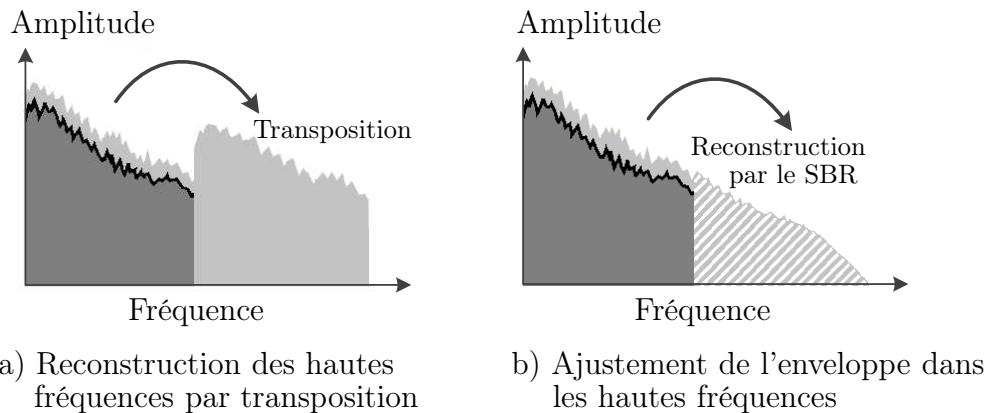 Amplitude
Transposition
Fréquence
a) Reconstruction des hautes
fréquences par transposition
Amplitude
Reconstruction
par le SBR
Fréquence
b) Ajustement de l'enveloppe dans
les hautes fréquences